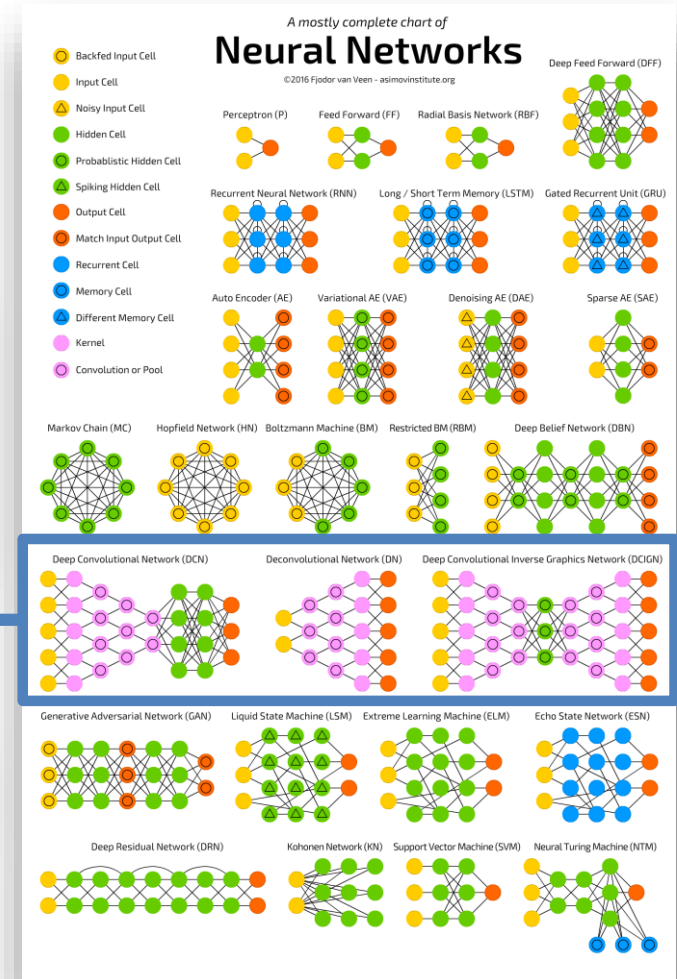 A mostly complete chart of
Neural Networks
©2016 Fjodor van Veen - asimovinstitute.org
Backfed Input Cell
Input Cell
Noisy Input Cell
Hidden Cell
Probablistic Hidden Cell
Spiking Hidden Cell
Output Cell
Match Input Output Cell
Recurrent Cell
Memory Cell
Different Memory Cell
Kernel
Convolution or Pool
Deep Feed Forward (DFF)
Perceptron (P)
Feed Forward (FF)
Radial Basis Network (RBF)
Recurrent Neural Network (RNN)
Long / Short Term Memory (LSTM)
Gated Recurrent Unit (GRU)
Auto Encoder (AE)
Variational AE (VAE)
Denoising AE (DAE)
Sparse AE (SAE)
Markov Chain (MC)
Hopfield Network (HN)
Boltzmann Machine (BM)
Restricted BM (RBM)
Deep Belief Network (DBN)
Deep Convolutional Network (DCN)
Deconvolutional Network (DN)
Deep Convolutional Inverse Graphics Network (DCIGN)
Generative Adversarial Network (GAN)
Liquid State Machine (LSM)
Extreme Learning Machine (ELM)
Echo State Network (ESN)
Deep Residual Network (DRN)
Kohonen Network (KN)
Support Vector Machine (SVM)
Neural Turing Machine (NTM)